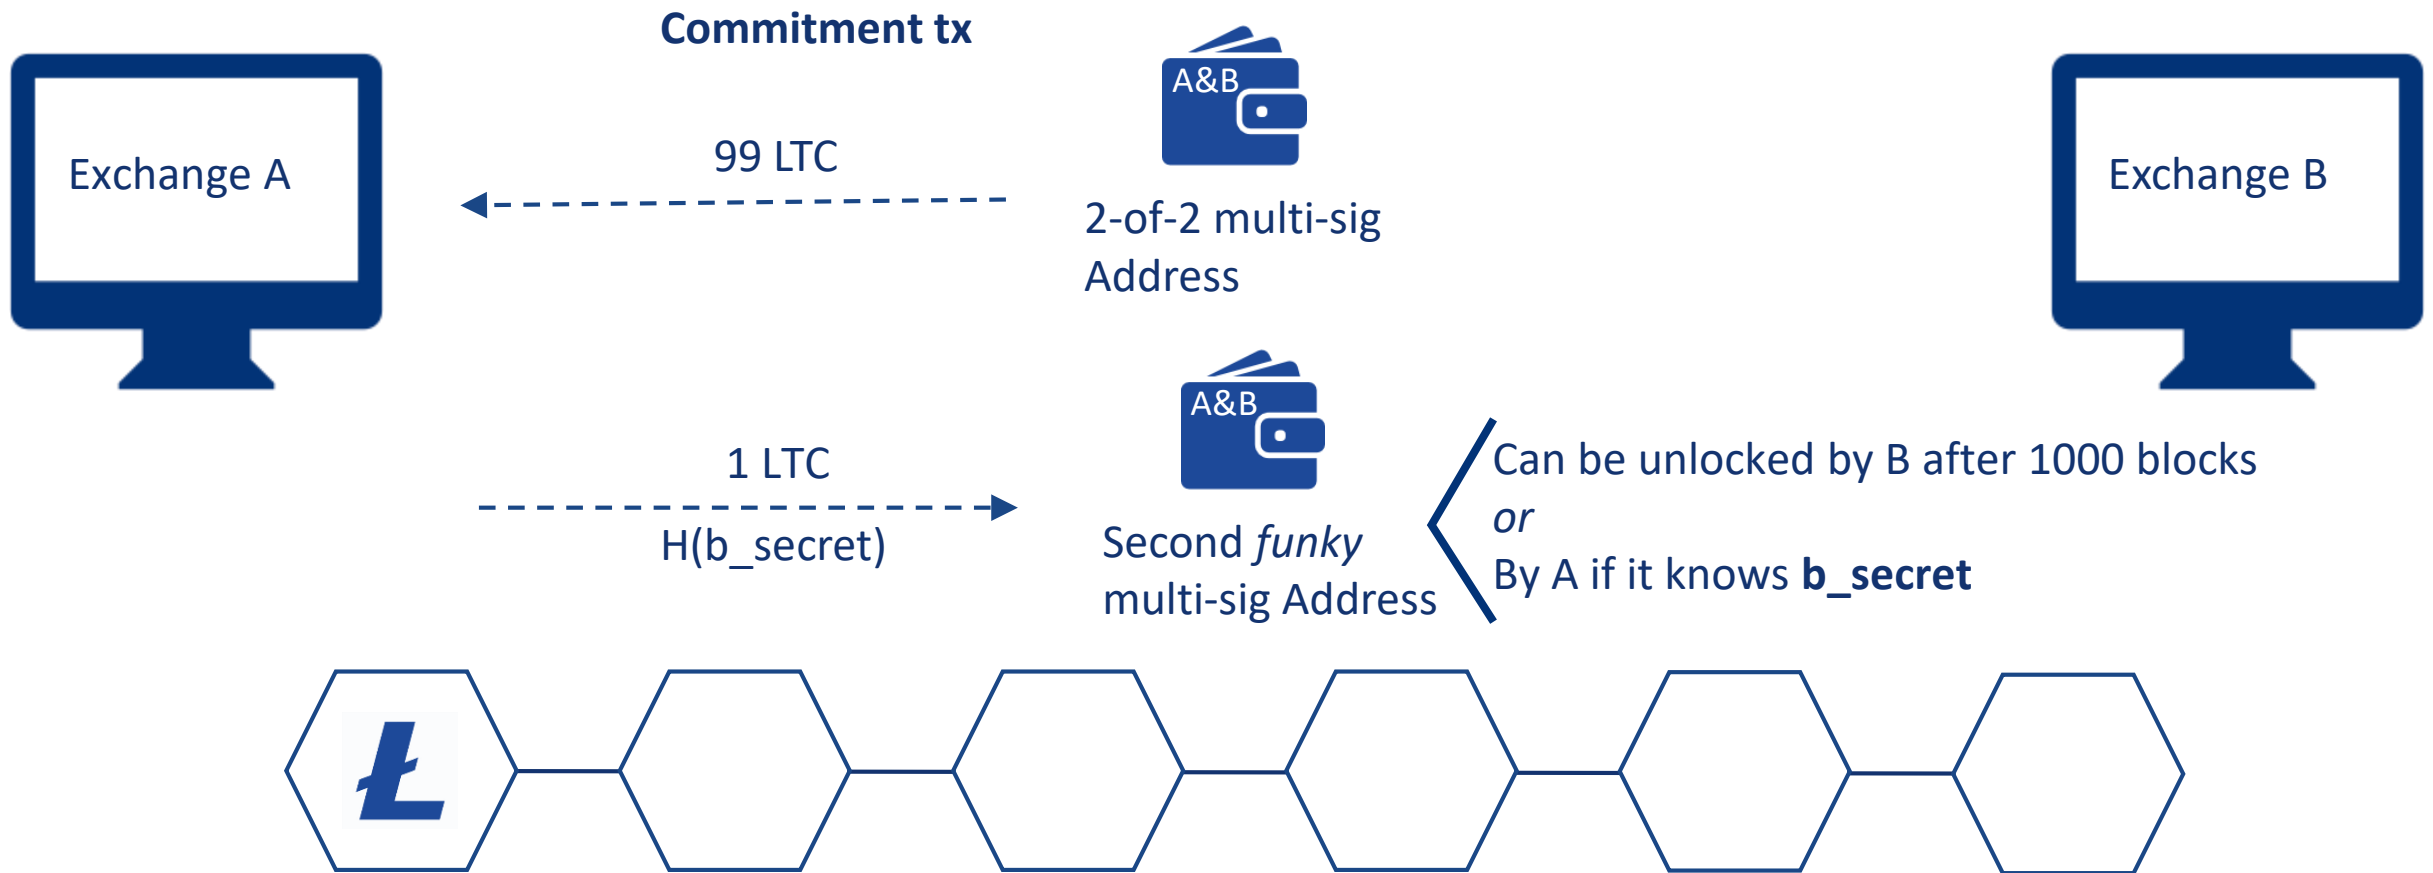 Commitment tx
A&B
Exchange A
99 LTC
2-of-2 multi-sig
Address
Exchange B
A&B
1 LTC
H(b_secret)
Second funky
multi-sig Address
Can be unlocked by B after 1000 blocks
or
By A if it knows b_secret
Ł